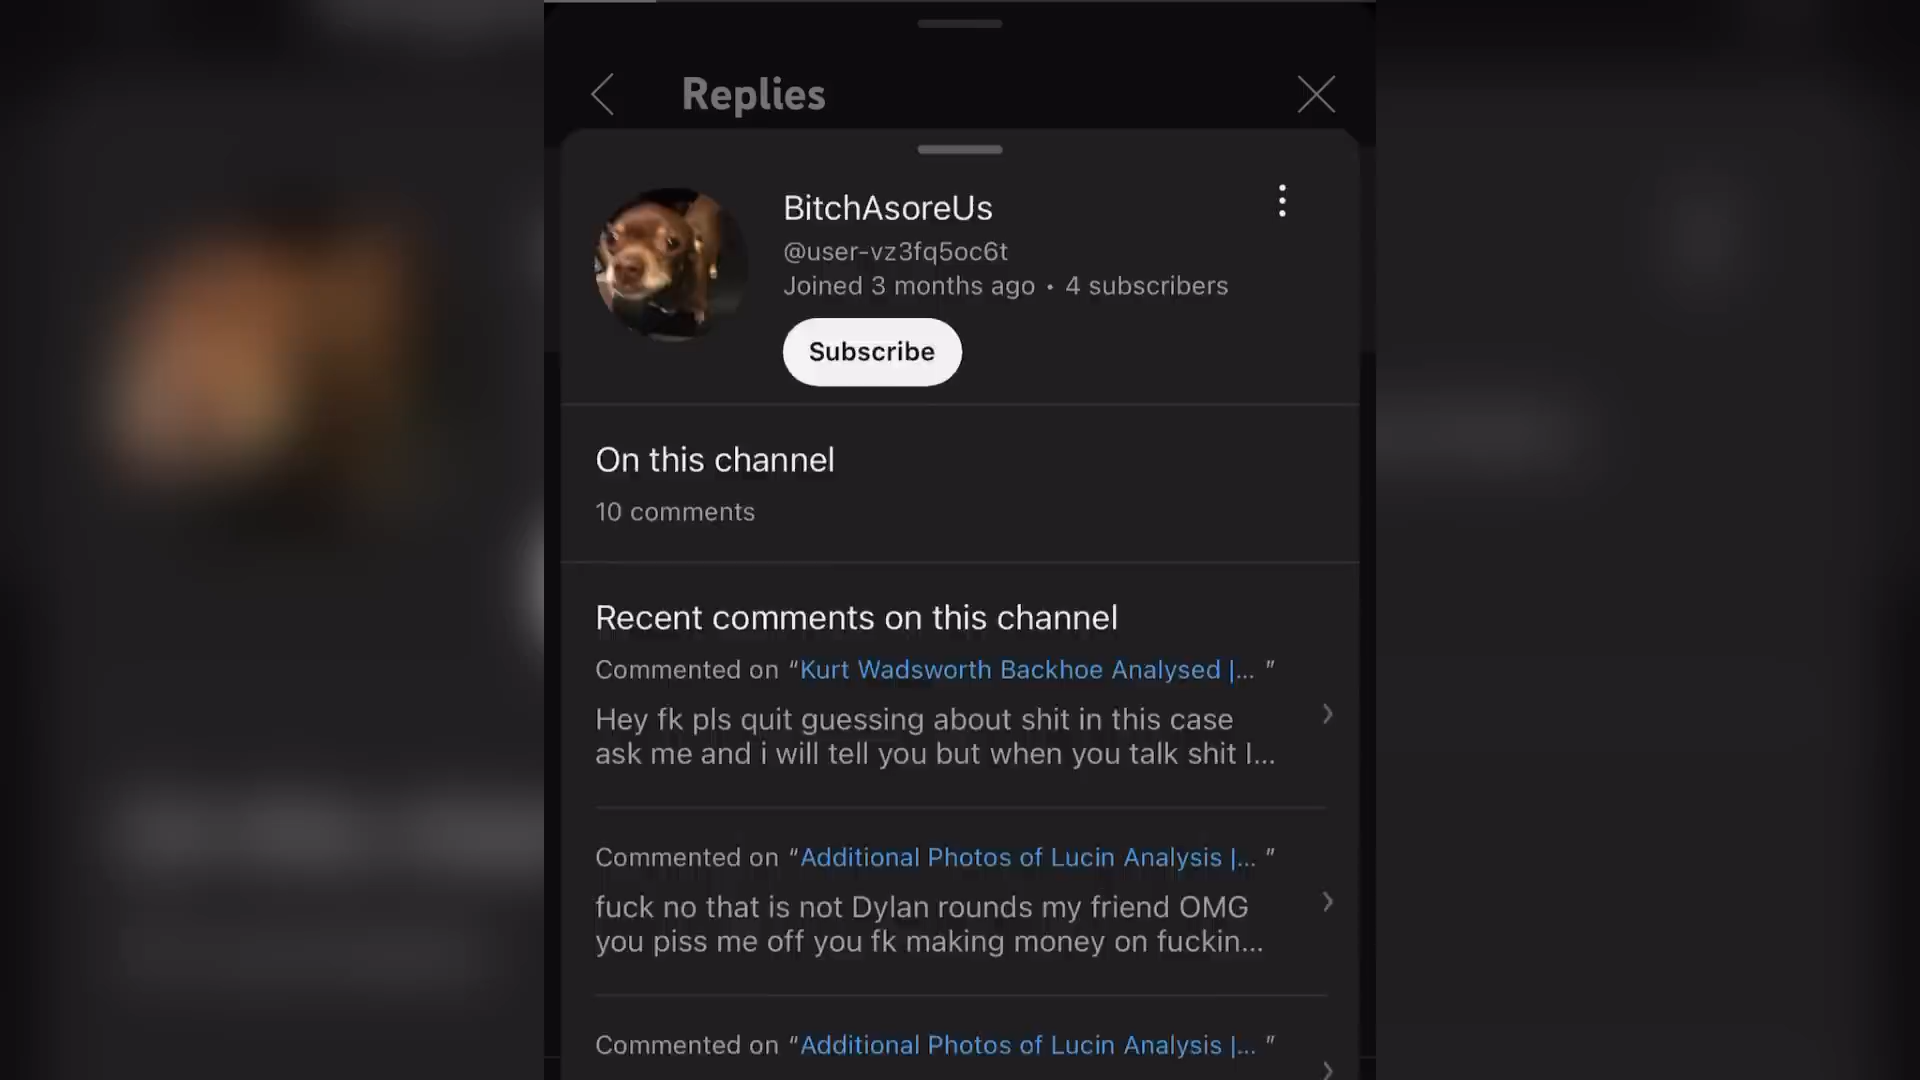 Replies
BitchAsoreUs
@user-vz3fq5oc6t
Joined 3 months ago • 4 subscribers
Subscribe
On this channel
10 comments
Recent comments on this channel
Commented on “Kurt Wadsworth Backhoe Analysed |... ”
Hey fk pls quit guessing about shit in this case
ask me and i will tell you but when you talk shit I...
Commented on “Additional Photos of Lucin Analysis |... ”
fuck no that is not Dylan rounds my friend OMG
you piss me off you fk making money on fuckin...
Commented on “Additional Photos of Lucin Analysis |... ”